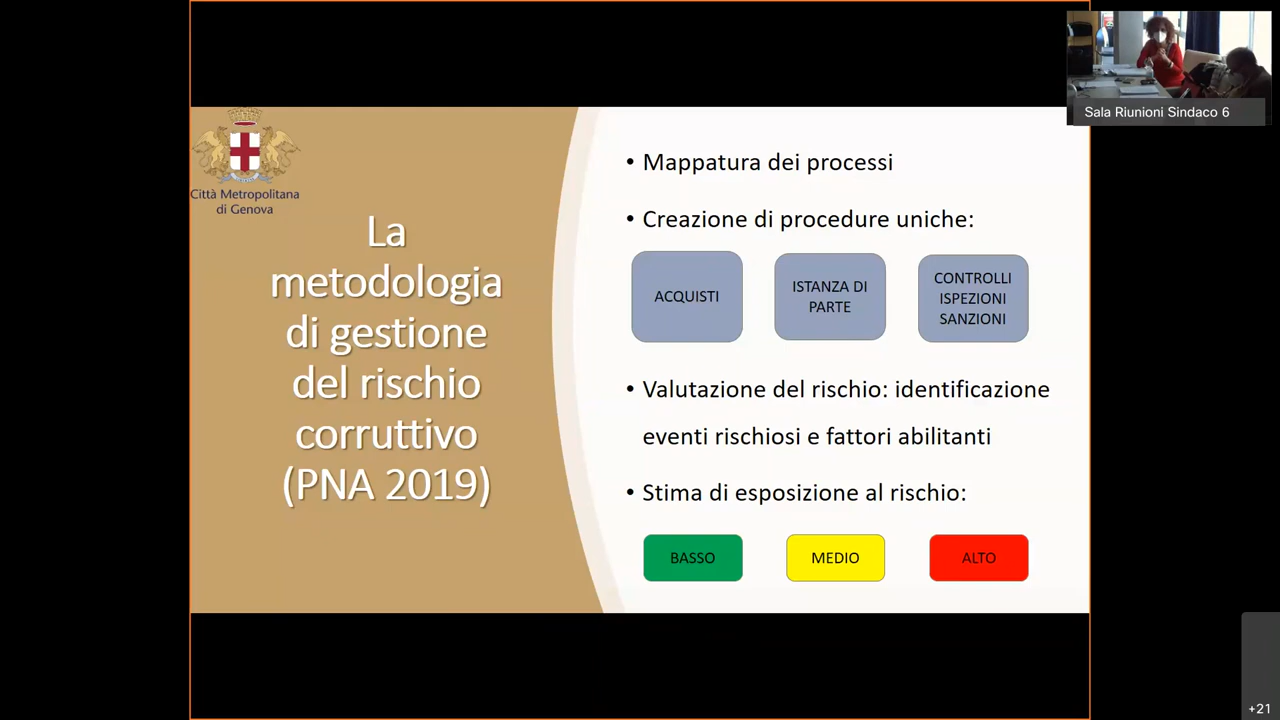 Sala Riunioni Sindaco 6
Città Metropolitana
di Genova
La
metodologia
di gestione
del rischio
corruttivo
(PNA 2019)
• Mappatura dei processi
• Creazione di procedure uniche:
ACQUISTI
ISTANZA DI
PARTE
CONTROLLI
ISPEZIONI
SANZIONI
• Valutazione del rischio: identificazione
eventi rischiosi e fattori abilitanti
• Stima di esposizione al rischio:
BASSO
MEDIO
ALTO
+21